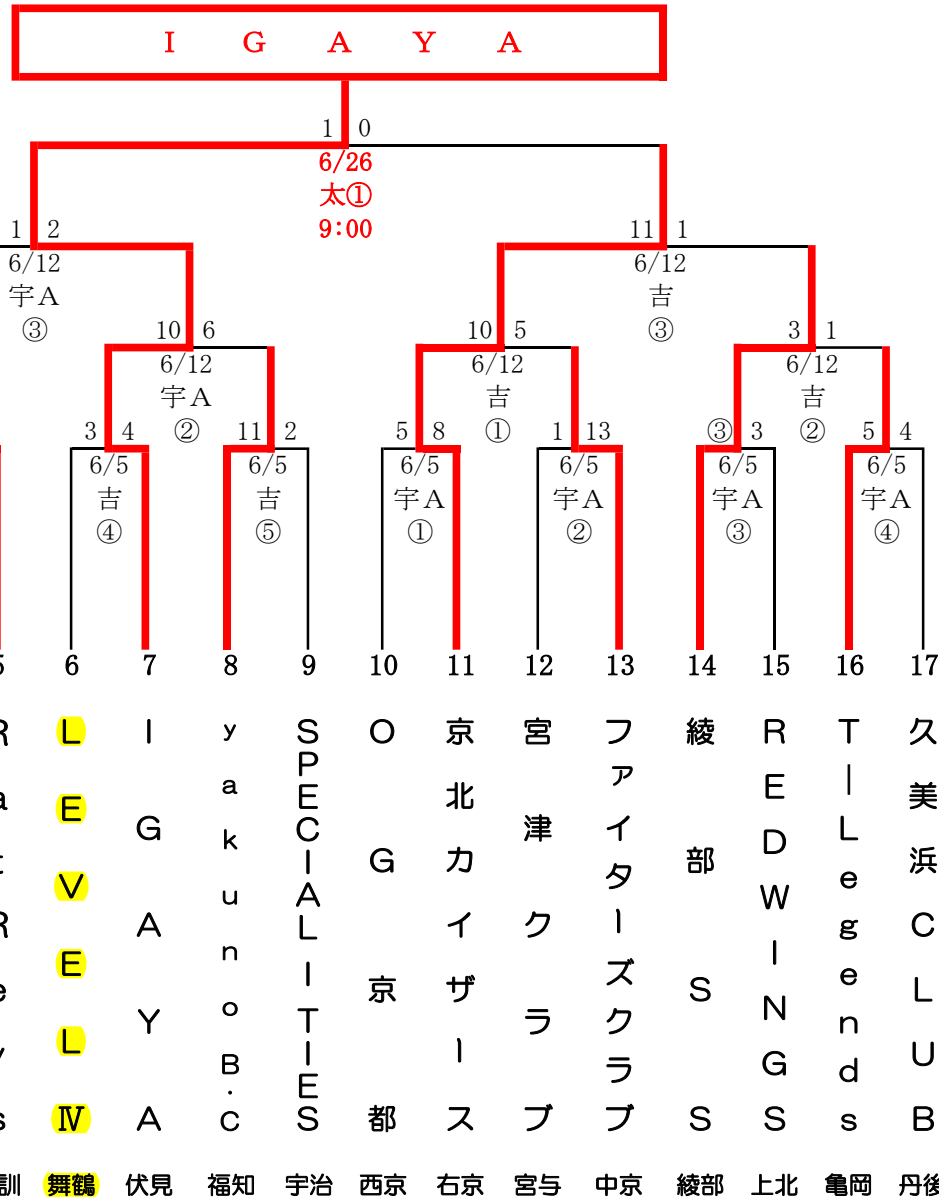 ＩＧＡＹＡ
1 0
6/26
太①
9:00
1 2
6/12
宇Ａ
③
11 1
6/12
吉
③
10 6
6/12
宇Ａ
②
10 5
6/12
吉
①
3 1
6/12
吉
②
3 4
6/5
吉
④
11 2
6/5
吉
⑤
5 8
6/5
宇Ａ
①
1 13
6/5
宇Ａ
②
③ 3
6/5
宇Ａ
③
5 4
6/5
宇Ａ
④
6 7 8 9 10 11 12 13 14 15 16 17
ＬＥＶＥＬⅣ
ＩＧＡＹＡ
ｙａｋｕｎｏＢ.Ｃ
ＳＰＥＣＩＡＬＩＴＩＥＳ
ＯＧ京都
京北カイザース
宮津クラブ
ファイターズクラブ
綾部ＳＳ
ＲＥＤＷＩＮＧＳ
Ｔ－Ｌｅｇｅｎｄｓ
久美浜ＣＬＵＢ
訓 舞鶴 伏見 福知 宇治 西京 右京 宮与 中京 綾部 上北 亀岡 丹後